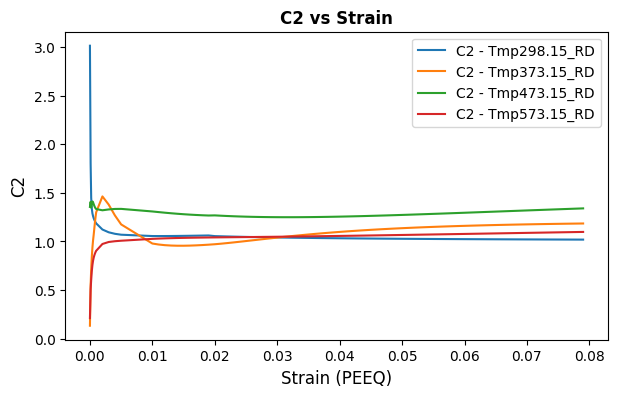 C2 vs Strain
C2 - Tmp298.15_RD
C2 - Tmp373.15_RD
C2 - Tmp473.15_RD
C2 - Tmp573.15_RD
3.0
2.5
2.0
1.5
1.0
0.5
0.0
C2
0.00 0.01 0.02 0.03 0.04 0.05 0.06 0.07 0.08
Strain (PEEQ)